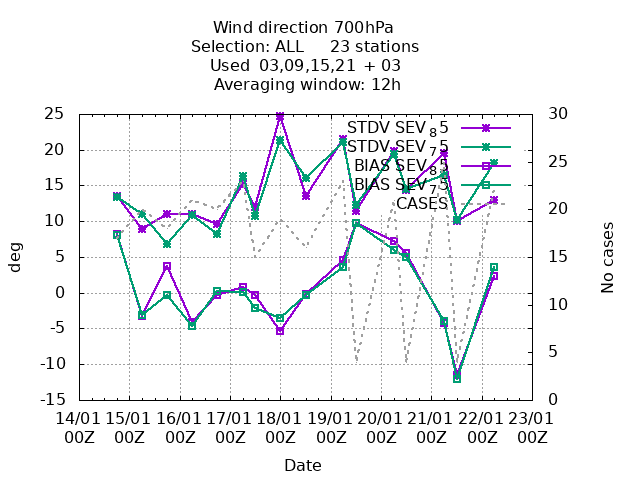 Wind direction 700hPa
Selection: ALL 23 stations
Used 03,09,15,21 + 03
Averaging window: 12h
25
20
15
10
5
0
-5
-10
-15
deg
30
25
20
15
10
5
0
No cases
STDV SEV_8 5
STDV SEV_7 5
BIAS SEV_8 5
BIAS SEV_7 5
CASES
14/01 15/01 16/01 17/01 18/01 19/01 20/01 21/01 22/01 23/01
00Z 00Z 00Z 00Z 00Z 00Z 00Z 00Z 00Z 00Z
Date